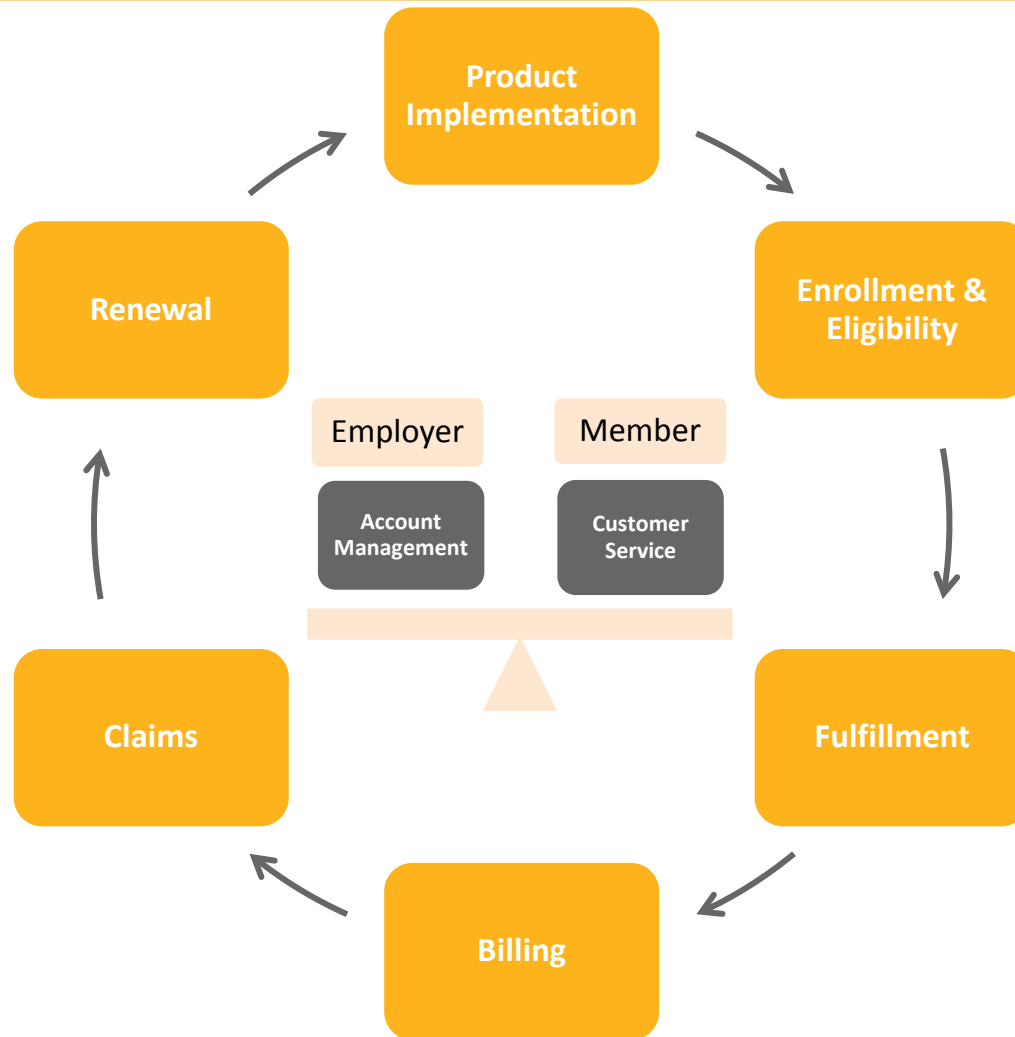 Product
Implementation
Renewal
Enrollment &
Eligibility
Employer
Member
Account
Management
Customer
Service
Claims
Fulfillment
Billing